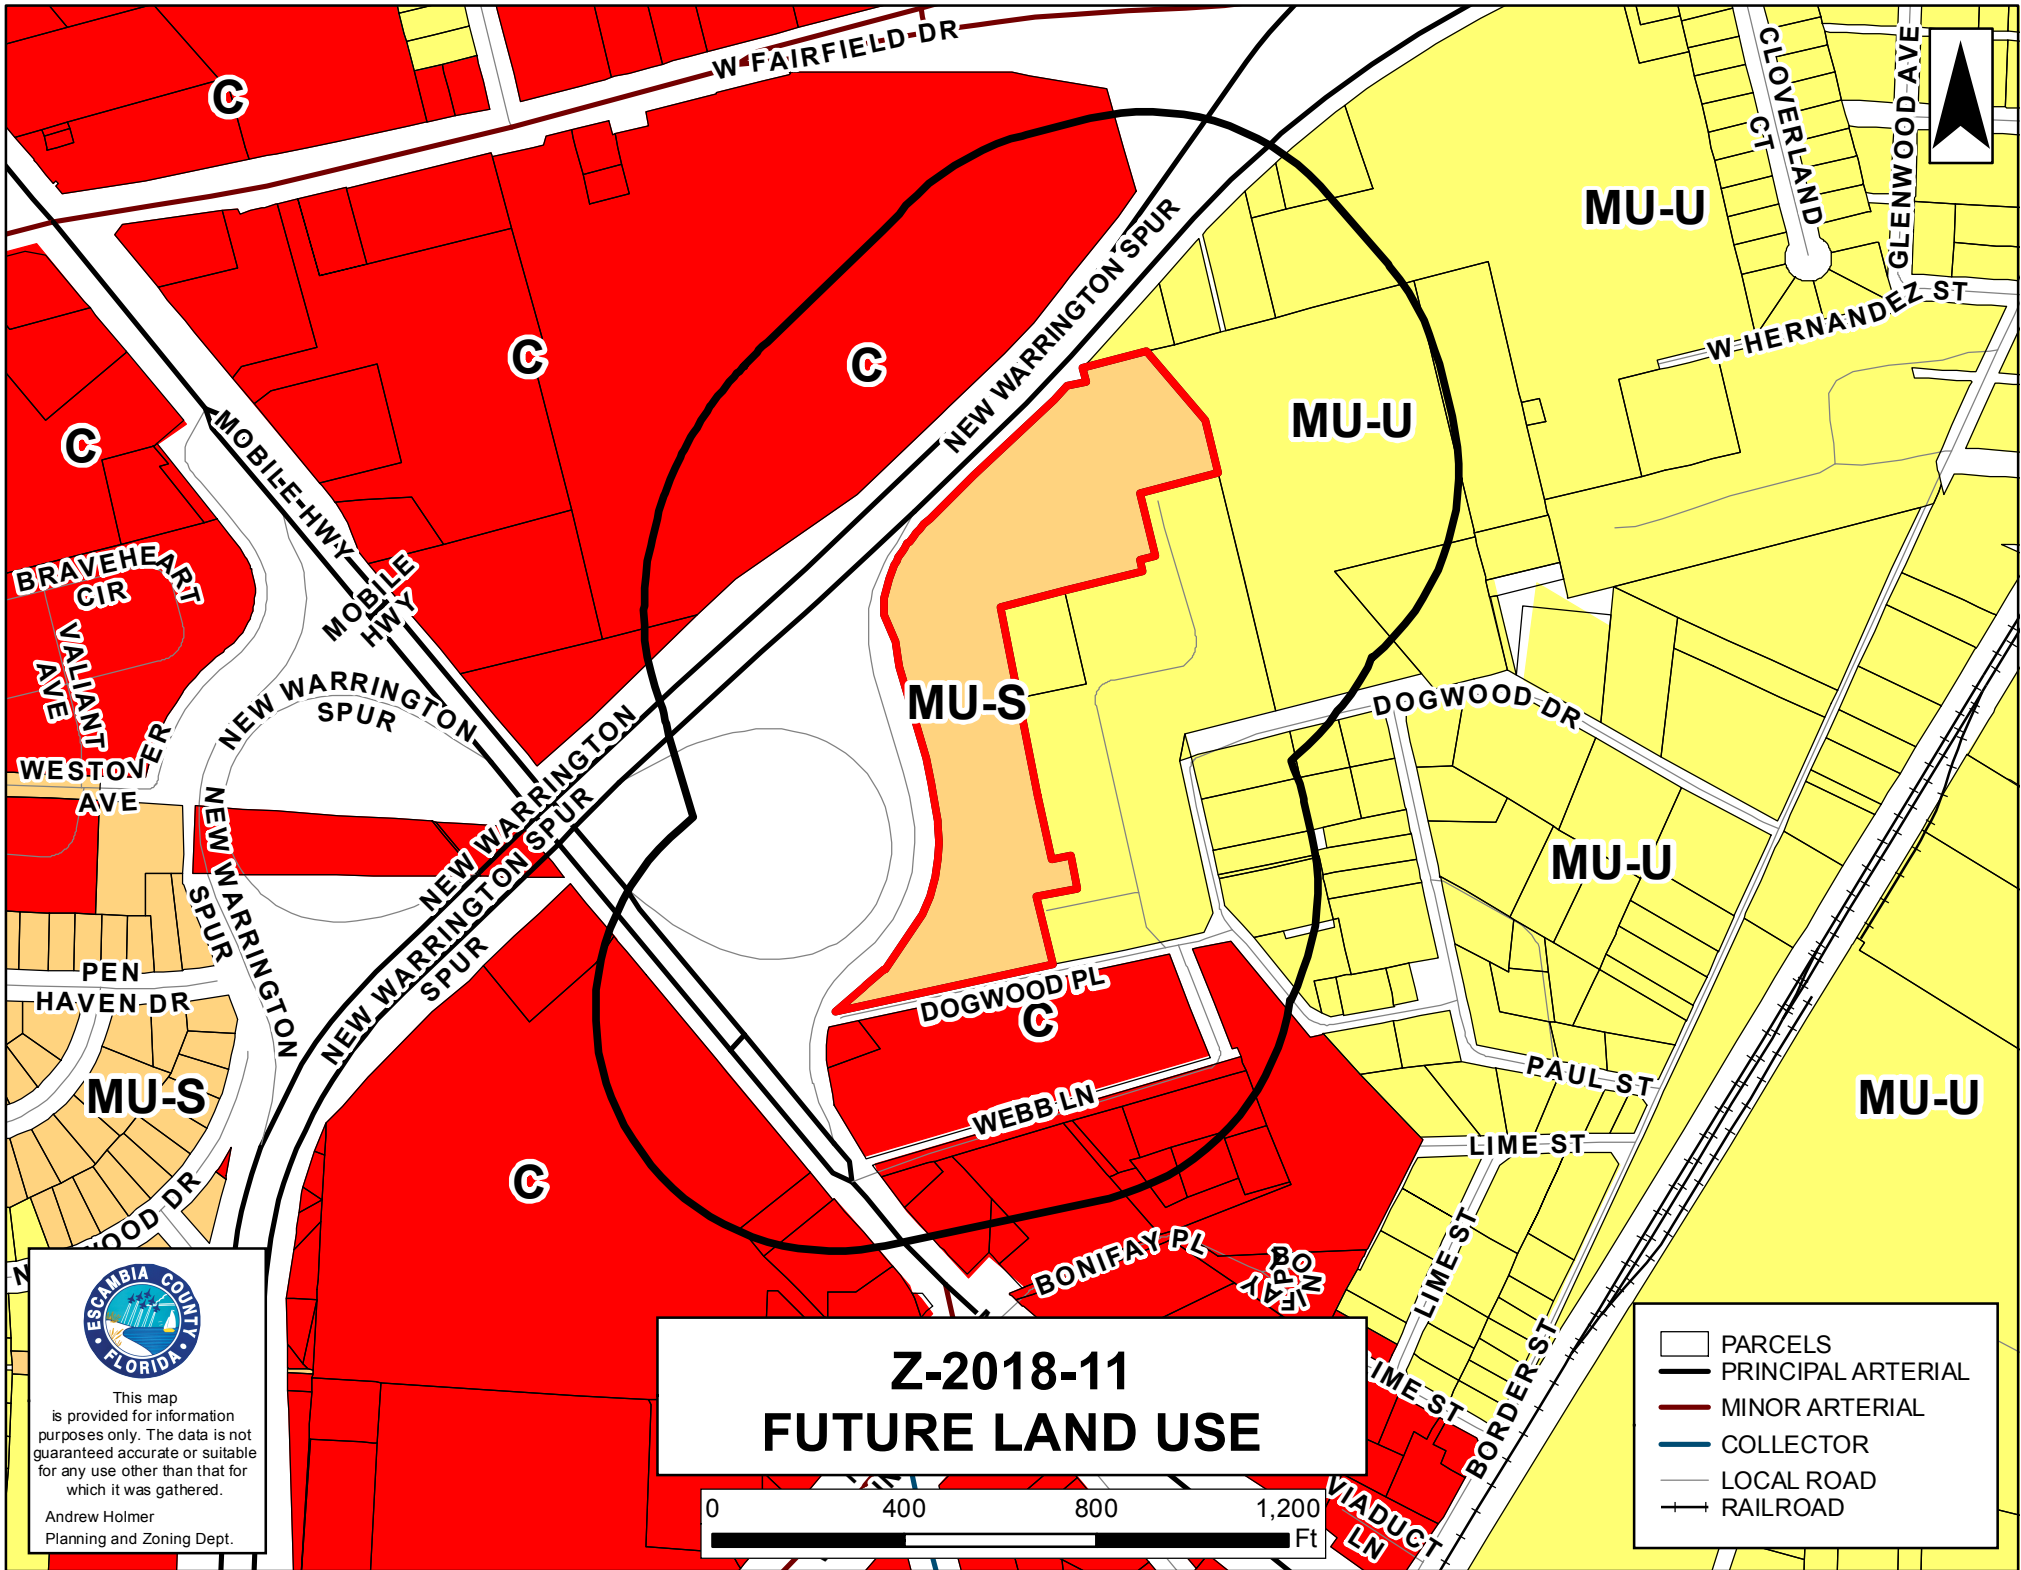 W FAIRFIELD DR
C
CLOVERLAND
CT
GLENWOOD AVE
MU-U
NEW WARRINGTON SPUR
W HERNANDEZ ST
C
C
MU-U
C
MOBILE HWY
BRAVEHEART
CIR
MOBILE
HWY
VALIANT
AVE
NEW WARRINGTON
SPUR
MU-S
DOGWOOD DR
WESTOVER
AVE
NEW WARRINGTON
SPUR
NEW WARRINGTON
NEW WARRINGTON SPUR
SPUR
MU-U
PEN
HAVEN DR
DOGWOOD PL
C
MU-S
WEBB LN
PAUL ST
MU-U
LIME ST
C
BONIFAY PL
LIME ST
BORDER ST
VIADUCT
LN
ESCAMBIA COUNTY
FLORIDA
This map
is provided for information
purposes only. The data is not
guaranteed accurate or suitable
for any use other than that for
which it was gathered.
Andrew Holmer
Planning and Zoning Dept.
Z-2018-11
FUTURE LAND USE
0 400 800 1,200
Ft
PARCELS
PRINCIPAL ARTERIAL
MINOR ARTERIAL
COLLECTOR
LOCAL ROAD
RAILROAD